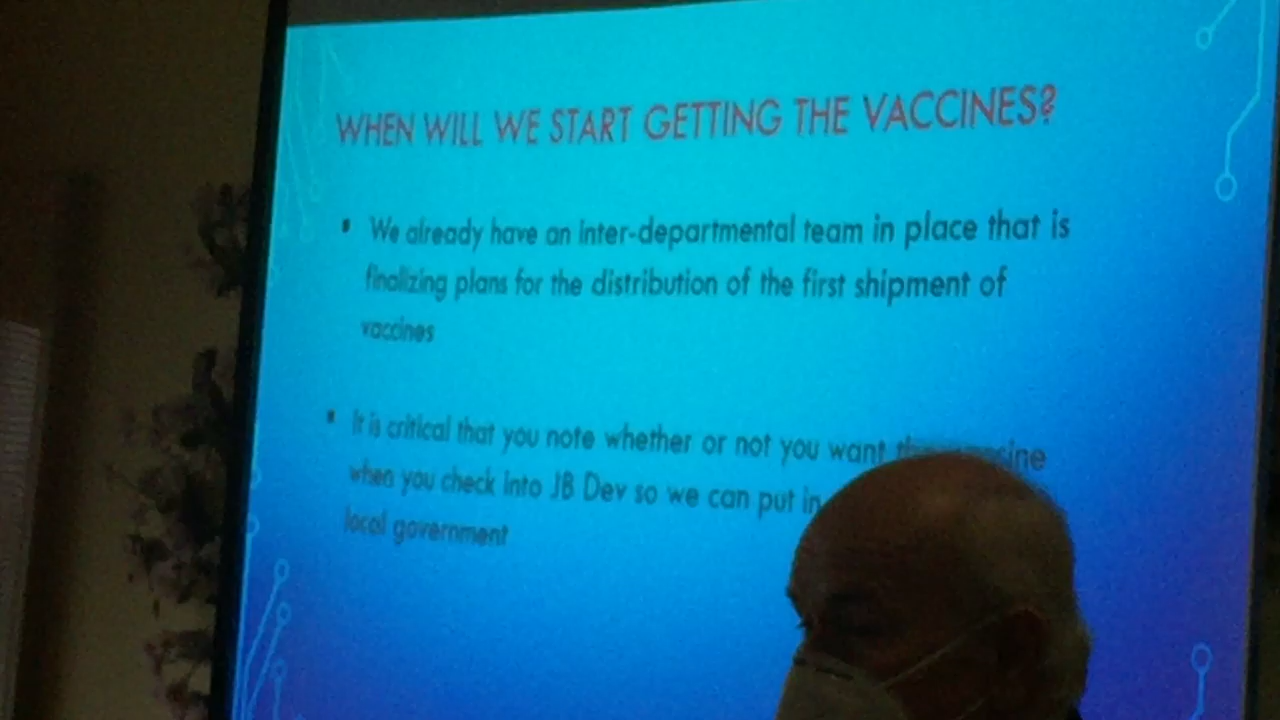 WHEN WILL WE START GETTING THE VACCINES?
▪ We already have an inter-departmental team in place that is
finalizing plans for the distribution of the first shipment of
vaccines
▪ It is critical that you note whether or not you want
when you check into JB Dev so we can put in
local government